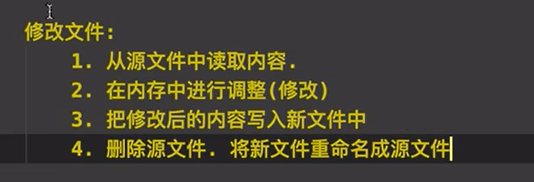 修改文件:
1. 从源文件中读取内容.
2. 在内存中进行调整(修改)
3. 把修改后的内容写入新文件中
4. 删除源文件. 将新文件重命名成源文件